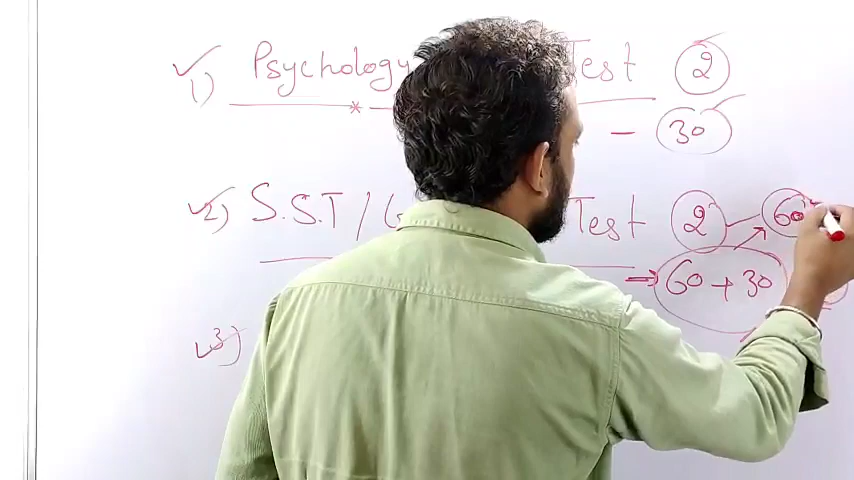 1) Psychology Test 2
- 30
2) S.S.T / Test 2 60
→ 60 + 30
3)